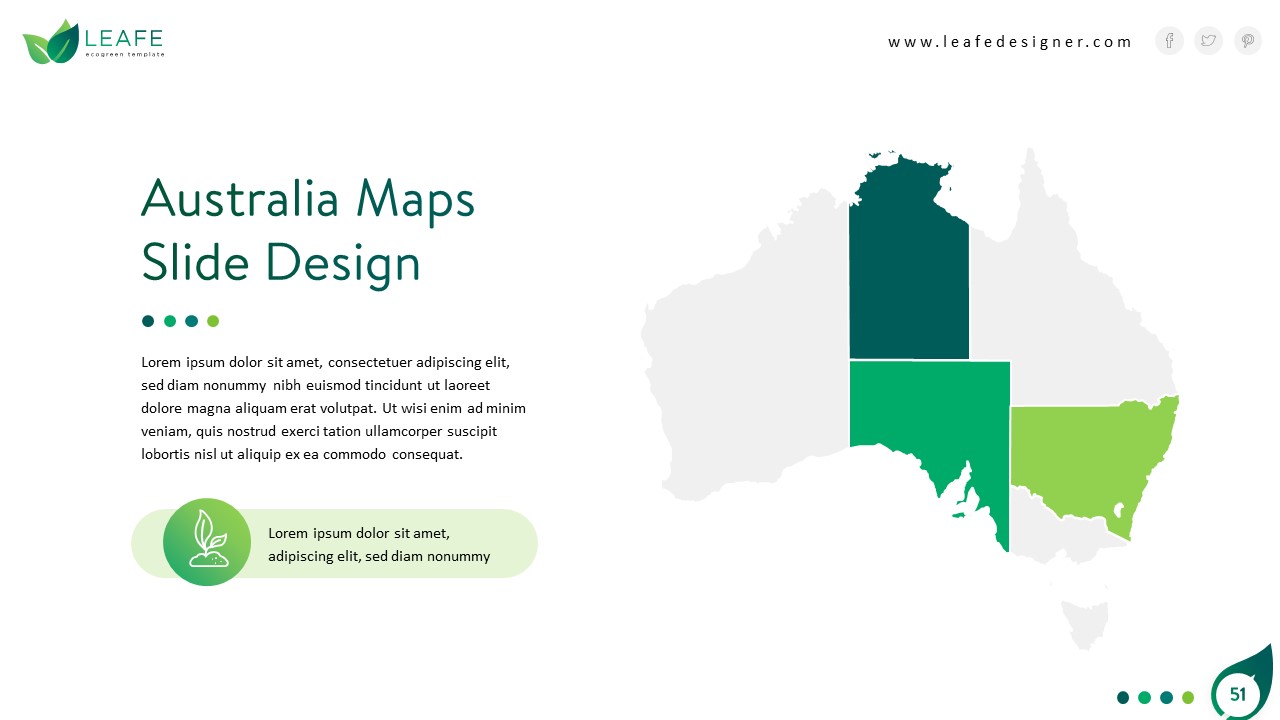 LEAFE
ecogreen template
www.leafedesigner.com
Australia Maps
Slide Design
Lorem ipsum dolor sit amet, consectetuer adipiscing elit,
sed diam nonummy nibh euismod tincidunt ut laoreet
dolore magna aliquam erat volutpat. Ut wisi enim ad minim
veniam, quis nostrud exerci tation ullamcorper suscipit
lobortis nisl ut aliquip ex ea commodo consequat.
Lorem ipsum dolor sit amet,
adipiscing elit, sed diam nonummy
51